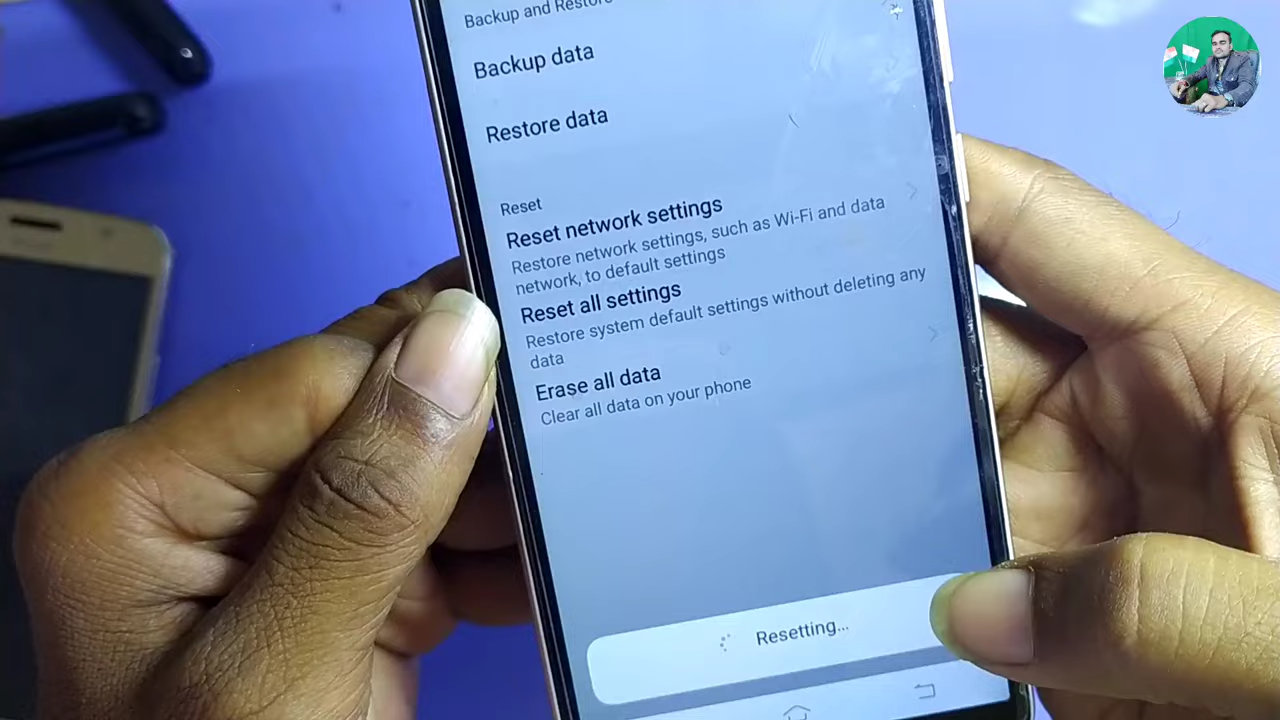 Backup and Restore
Backup data
Restore data
Reset
Reset network settings
Restore network settings, such as Wi-Fi and data
network, to default settings
Reset all settings
Restore system default settings without deleting any
data
Erase all data
Clear all data on your phone
Resetting...